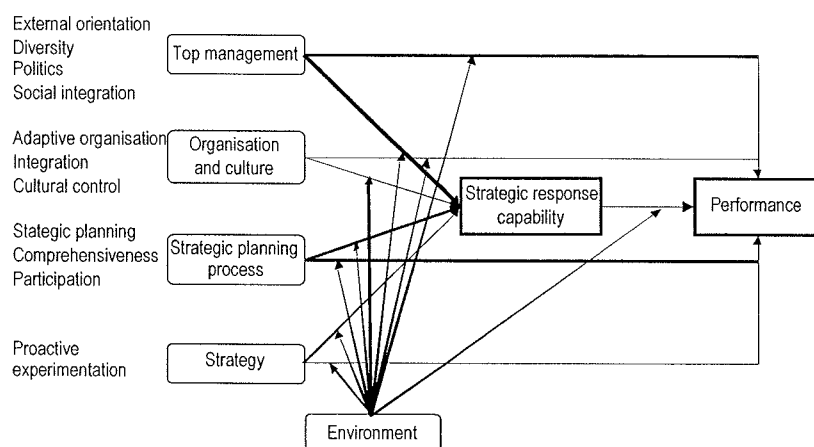 External orientation
Diversity
Politics
Social integration
Top management
Adaptive organisation
Integration
Cultural control
Organisation
and culture
Strategic response
capability
Performance
Stategic planning
Comprehensiveness
Participation
Strategic planning
process
Proactive
experimentation
Strategy
Environment